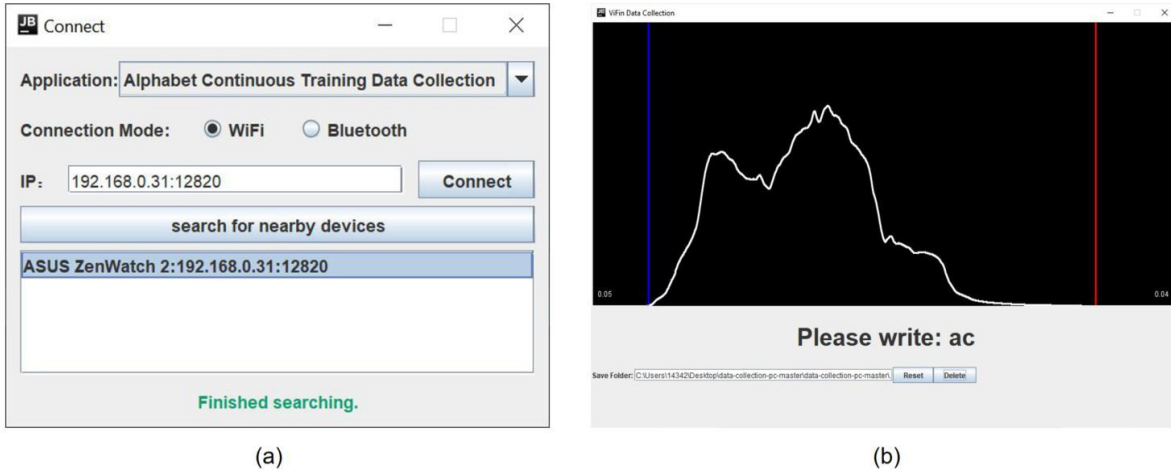 JB Connect
Application: Alphabet Continuous Training Data Collection
Connection Mode: WiFi Bluetooth
IP: 192.168.0.31:12820 Connect
search for nearby devices
ASUS ZenWatch 2:192.168.0.31:12820
Finished searching.
(a)
ViFin Data Collection
0.05 0.04
Please write: ac
Save Folder: C:\Users\14342\Desktop\data-collection-pc-master\data-collection-pc-master\. Reset Delete
(b)